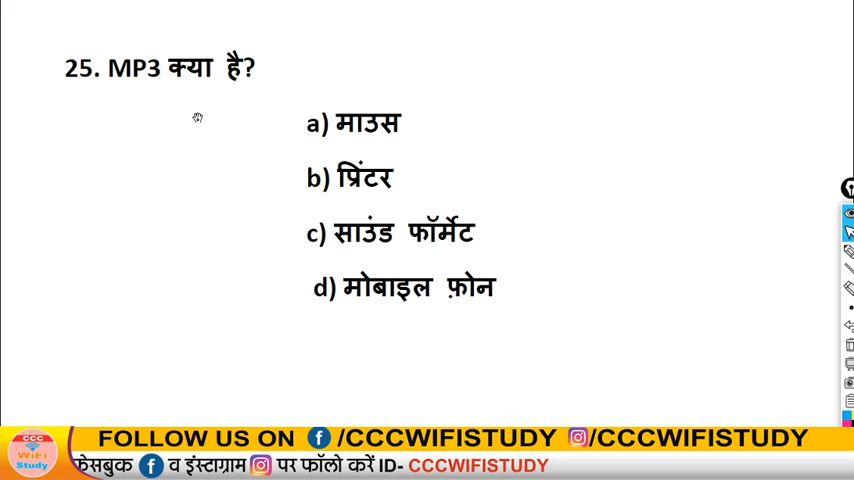 25. MP3 क्या है?
a) माउस
b) प्रिंटर
c) साउंड फॉर्मेट
d) मोबाइल फ़ोन
FOLLOW US ON /CCCWIFISTUDY /CCCWIFISTUDY
CCC
WiFi
Study
फेसबुक व इंस्टाग्राम पर फॉलो करें ID- CCCWIFISTUDY